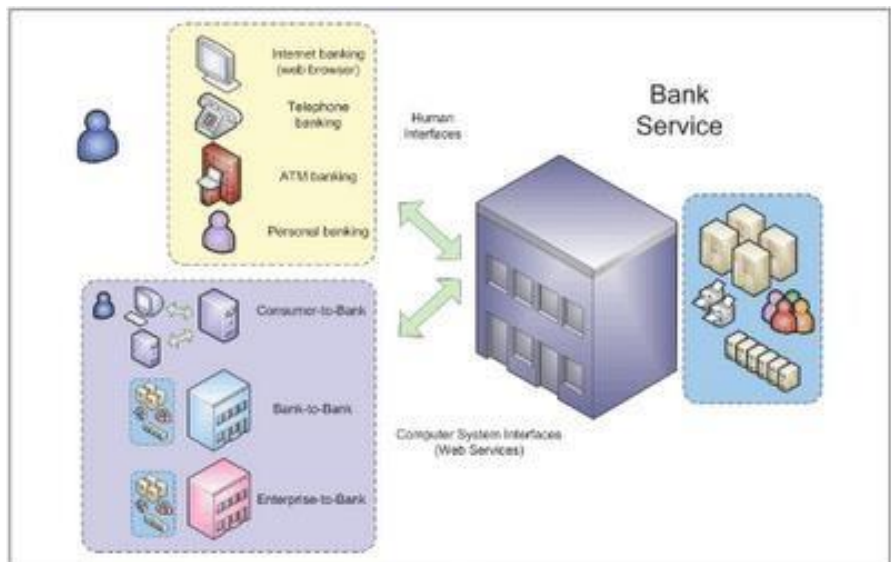 Internet banking
(web browser)
Telephone
banking
ATM banking
Personal banking
Human
Interfaces
Bank
Service
Consumer-to-Bank
Bank-to-Bank
Enterprise-to-Bank
Computer System Interfaces
(Web Services)